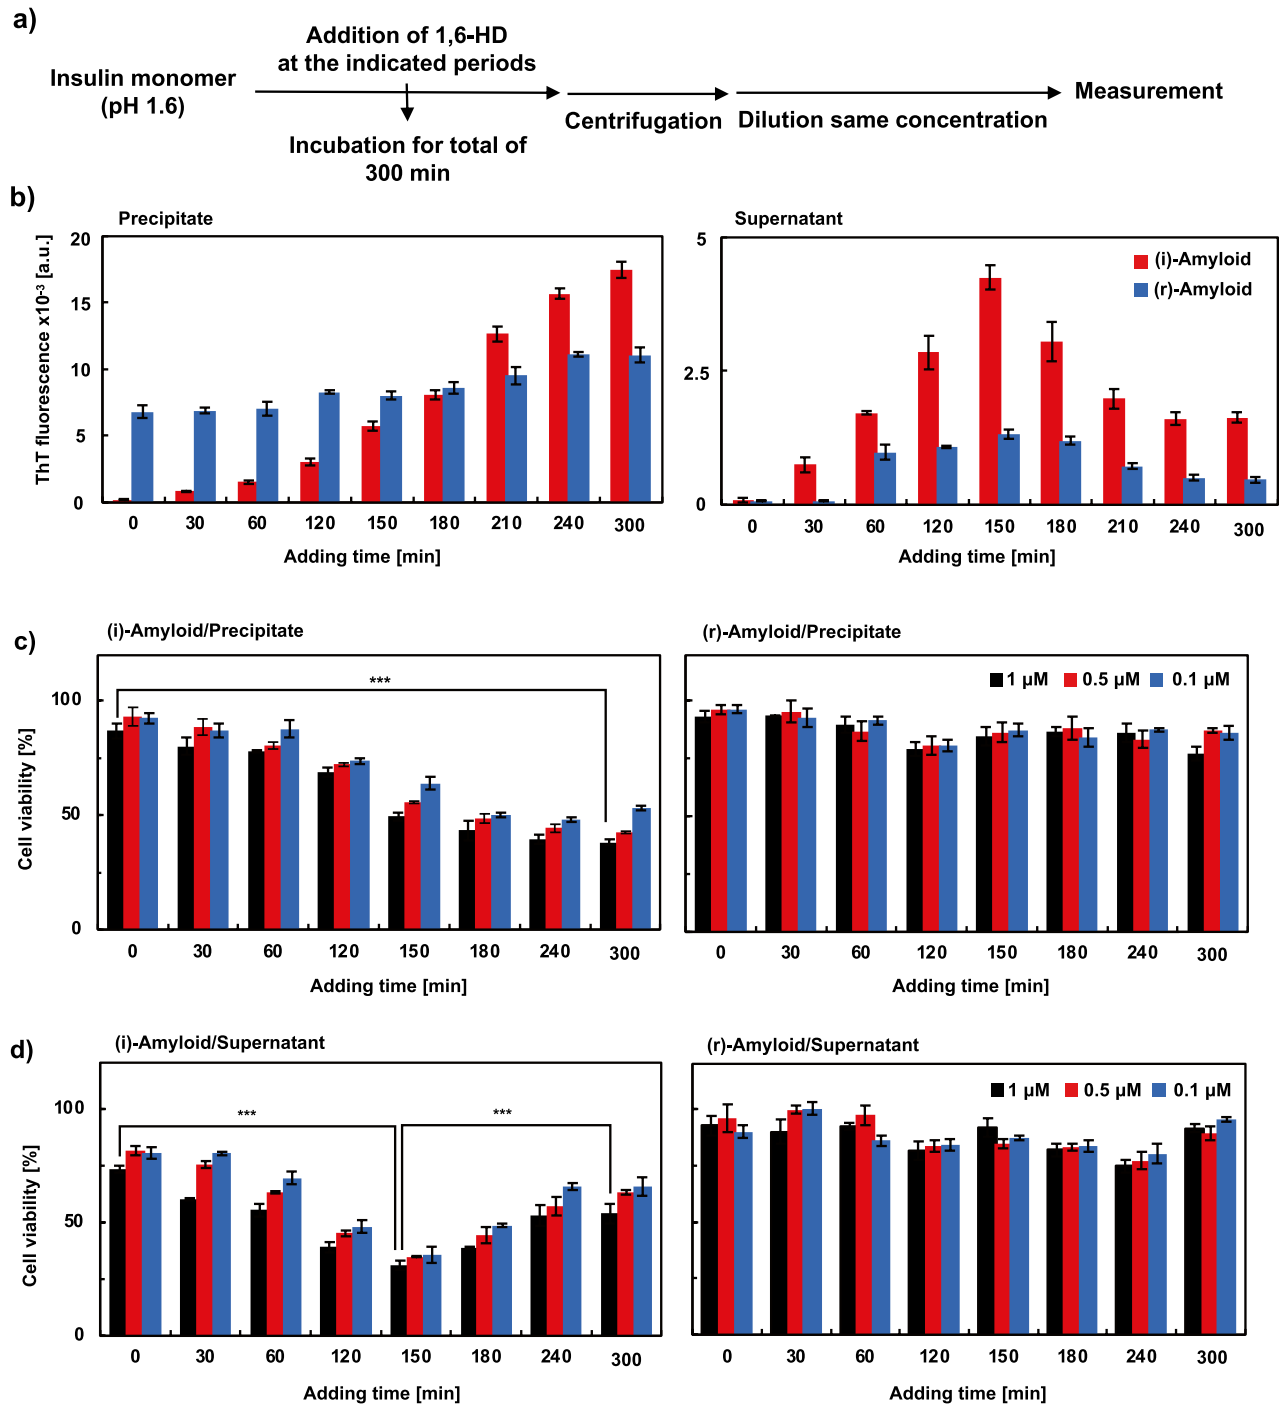 a)
Addition of 1,6-HD
at the indicated periods
Insulin monomer
(pH 1.6)
Measurement
Centrifugation
Dilution same concentration
Incubation for total of
300 min
b)
Precipitate
ThT fluorescence x10⁻³ [a.u.]
20
15
10
5
0
0 30 60 120 150 180 210 240 300
Adding time [min]
Supernatant
5
2.5
0
(i)-Amyloid
(r)-Amyloid
0 30 60 120 150 180 210 240 300
Adding time [min]
c)
(i)-Amyloid/Precipitate
***
Cell viability [%]
100
50
0
0 30 60 120 150 180 240 300
Adding time [min]
(r)-Amyloid/Precipitate
1 μM 0.5 μM 0.1 μM
0 30 60 120 150 180 240 300
Adding time [min]
d)
(i)-Amyloid/Supernatant
*** ***
Cell viability [%]
100
50
0
0 30 60 120 150 180 240 300
Adding time [min]
(r)-Amyloid/Supernatant
1 μM 0.5 μM 0.1 μM
0 30 60 120 150 180 240 300
Adding time [min]